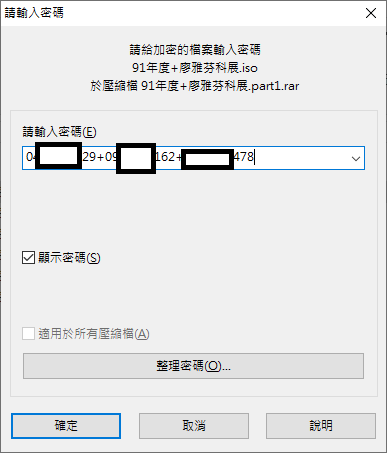 請輸入密碼
請給加密的檔案輸入密碼
91年度+廖雅芬科展.iso
於壓縮檔 91年度+廖雅芬科展.part1.rar
請輸入密碼(E)
04 29+09 162+ 478
顯示密碼(S)
適用於所有壓縮檔(A)
整理密碼(O)...
確定 取消 說明